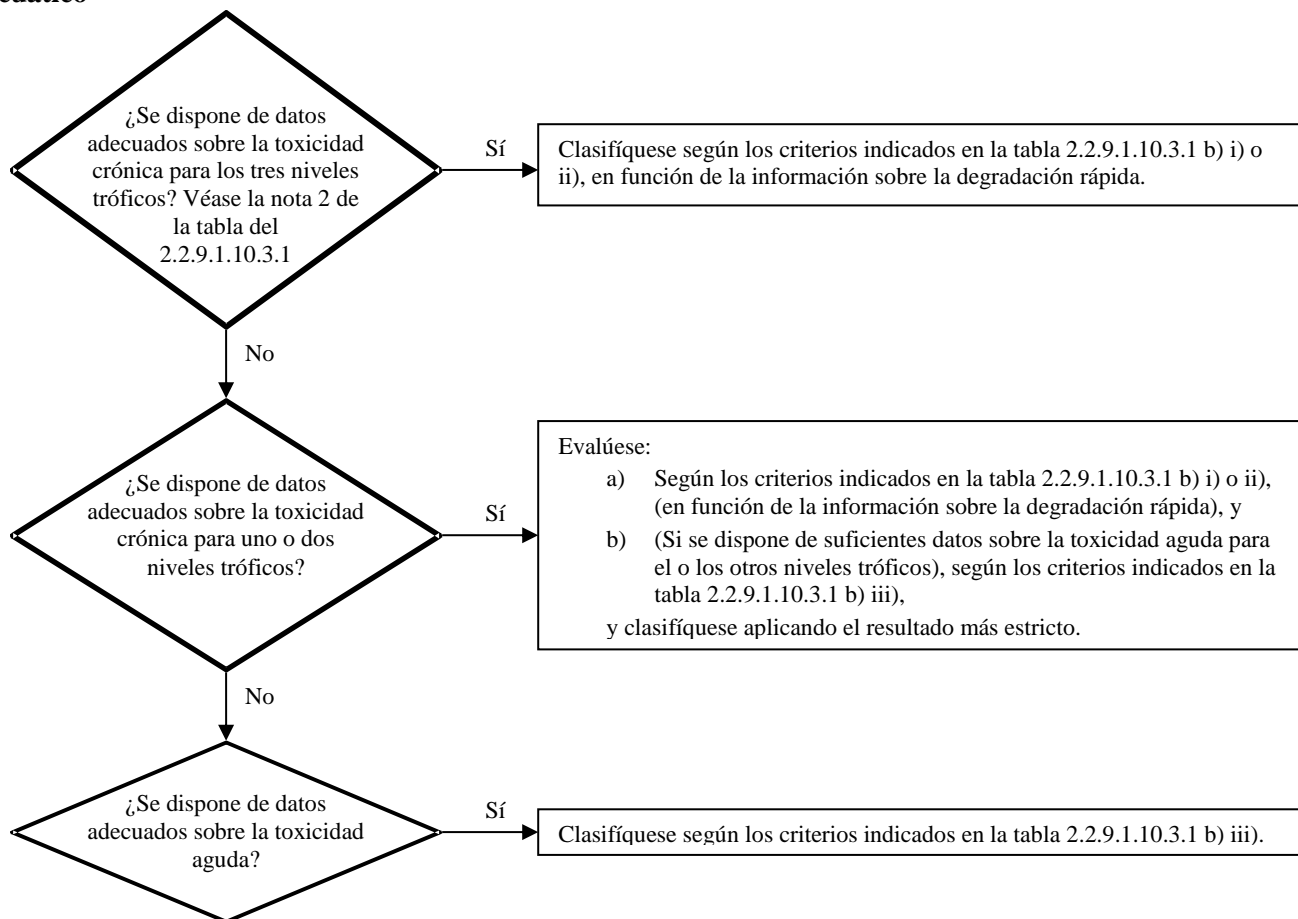 ¿Se dispone de datos
adecuados sobre la toxicidad
crónica para los tres niveles
tróficos? Véase la nota 2 de
la tabla del
2.2.9.1.10.3.1
Sí
Clasifíquese según los criterios indicados en la tabla 2.2.9.1.10.3.1 b) i) o
ii), en función de la información sobre la degradación rápida.
No
¿Se dispone de datos
adecuados sobre la toxicidad
crónica para uno o dos
niveles tróficos?
Sí
Evalúese:
a) Según los criterios indicados en la tabla 2.2.9.1.10.3.1 b) i) o ii),
(en función de la información sobre la degradación rápida), y
b) (Si se dispone de suficientes datos sobre la toxicidad aguda para
el o los otros niveles tróficos), según los criterios indicados en la
tabla 2.2.9.1.10.3.1 b) iii),
y clasifíquese aplicando el resultado más estricto.
No
¿Se dispone de datos
adecuados sobre la toxicidad
aguda?
Sí
Clasifíquese según los criterios indicados en la tabla 2.2.9.1.10.3.1 b) iii).